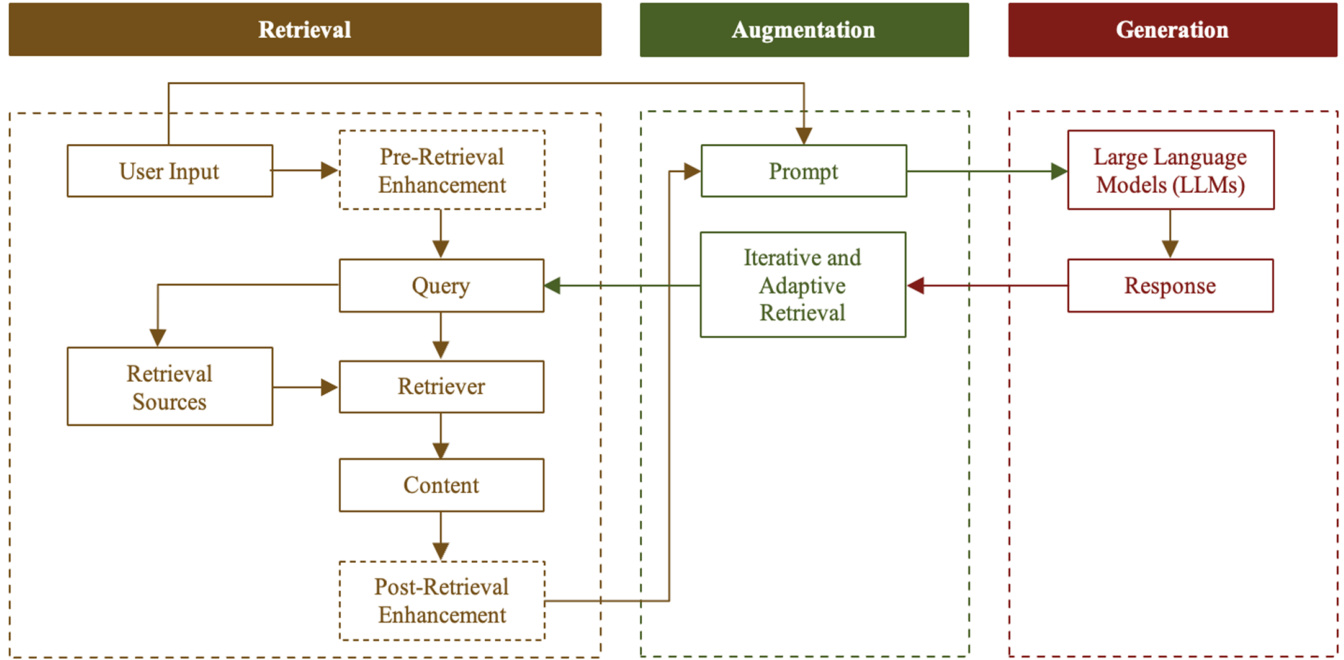 Retrieval
Augmentation
Generation
User Input
Pre-Retrieval
Enhancement
Prompt
Large Language
Models (LLMs)
Query
Iterative and
Adaptive
Retrieval
Response
Retrieval
Sources
Retriever
Content
Post-Retrieval
Enhancement